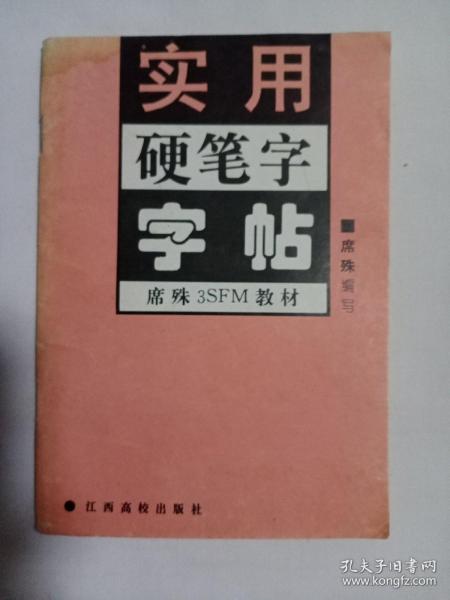 实用
硬笔字
字帖
席殊3SFM教材
■席殊编写
●江西高校出版社
孔夫子旧书网
www.kongfz.com